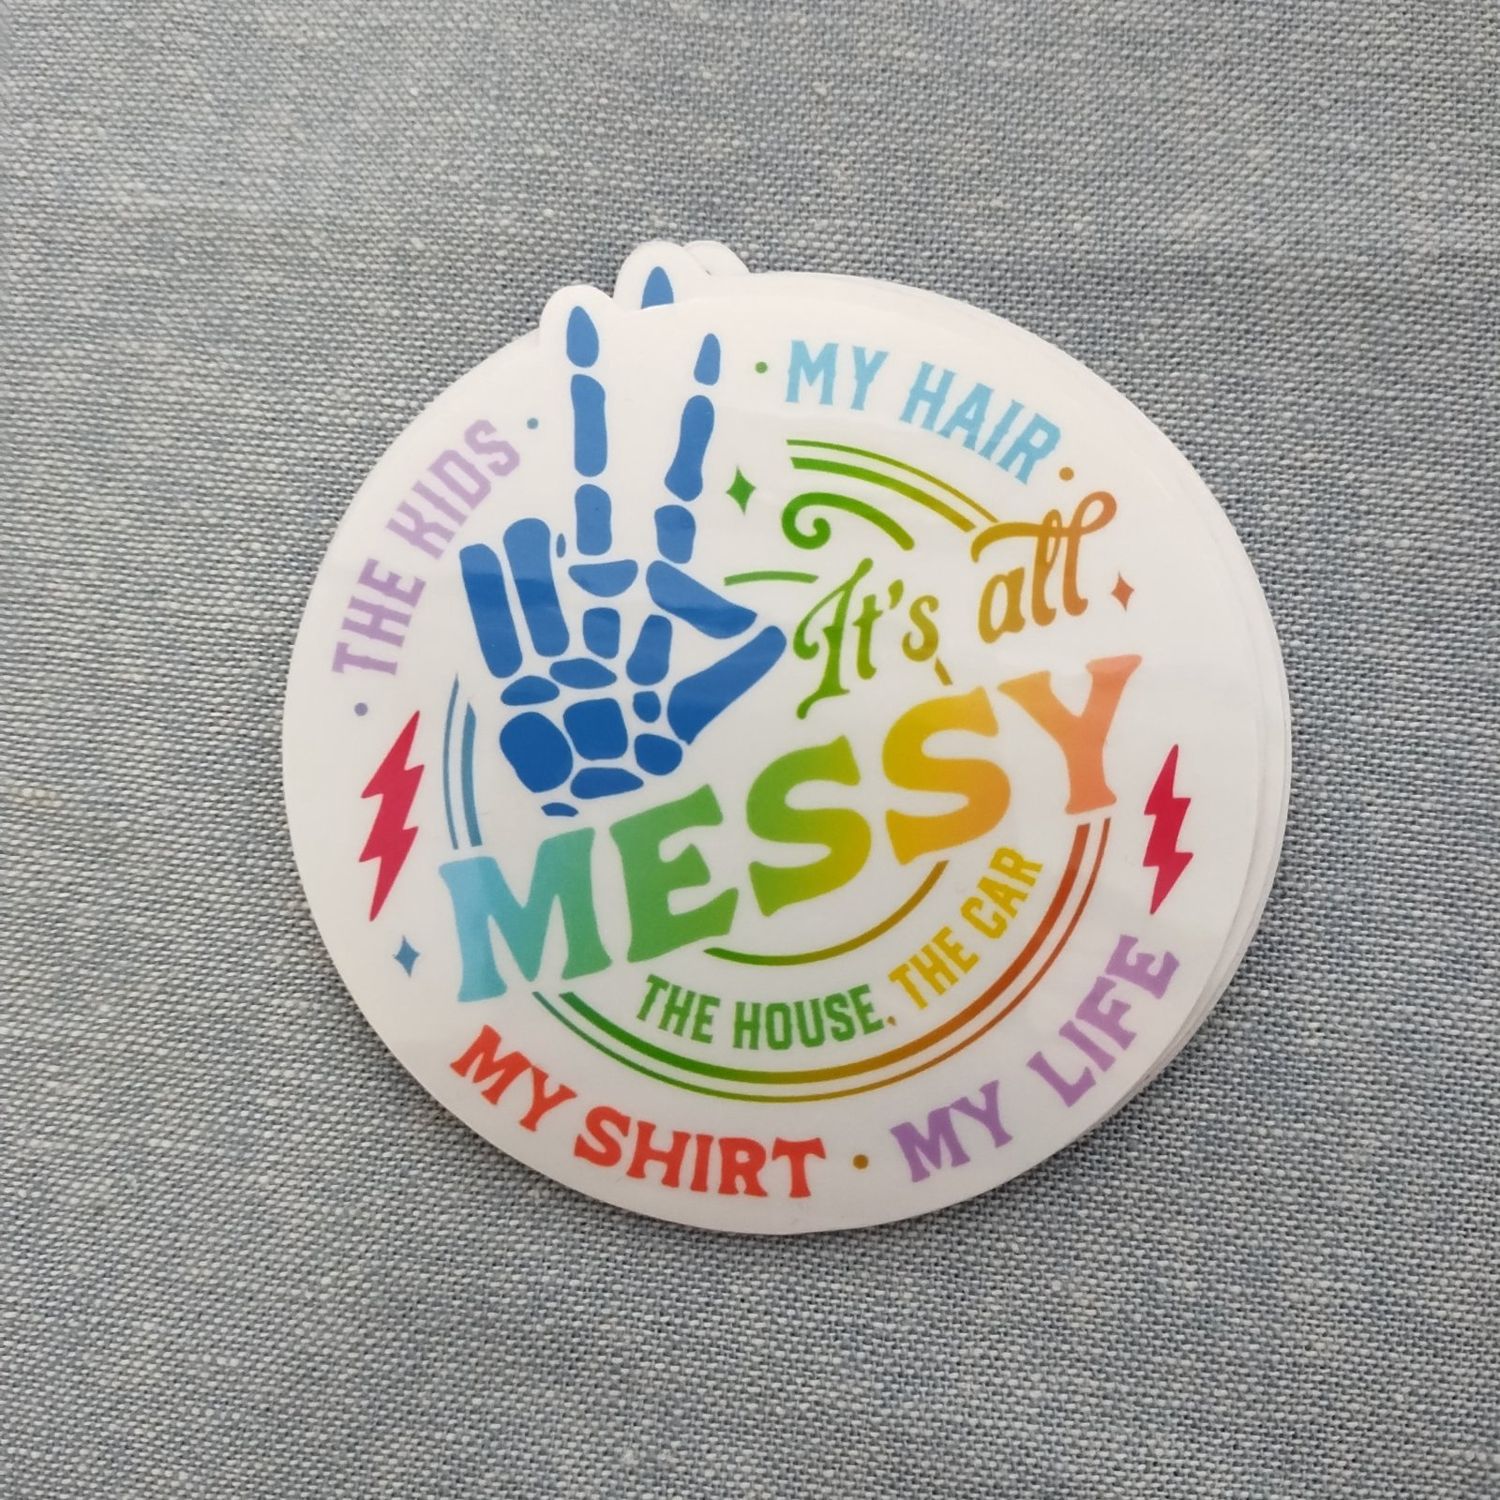 THE KIDS
MY HAIR
It's all
MESSY
THE HOUSE, THE CAR
MY SHIRT · MY LIFE